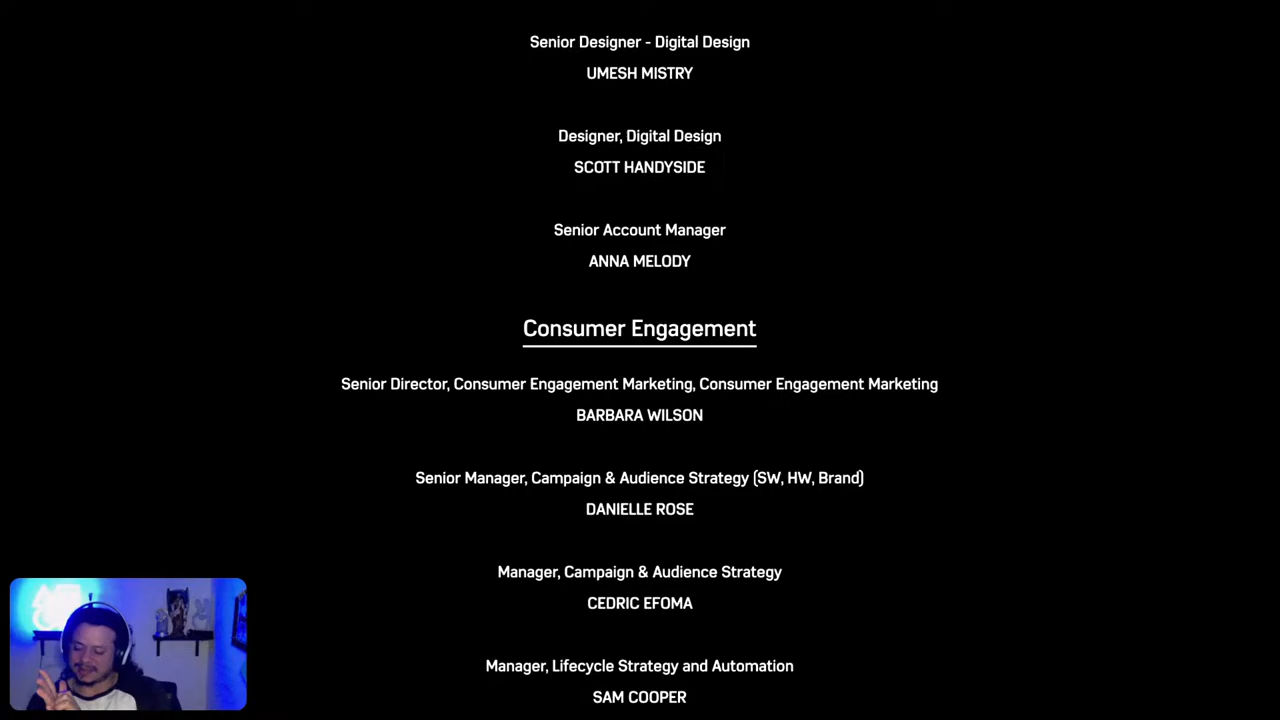 Senior Designer - Digital Design
UMESH MISTRY
Designer, Digital Design
SCOTT HANDYSIDE
Senior Account Manager
ANNA MELODY
Consumer Engagement
Senior Director, Consumer Engagement Marketing, Consumer Engagement Marketing
BARBARA WILSON
Senior Manager, Campaign & Audience Strategy (SW, HW, Brand)
DANIELLE ROSE
Manager, Campaign & Audience Strategy
CEDRIC EFOMA
Manager, Lifecycle Strategy and Automation
SAM COOPER